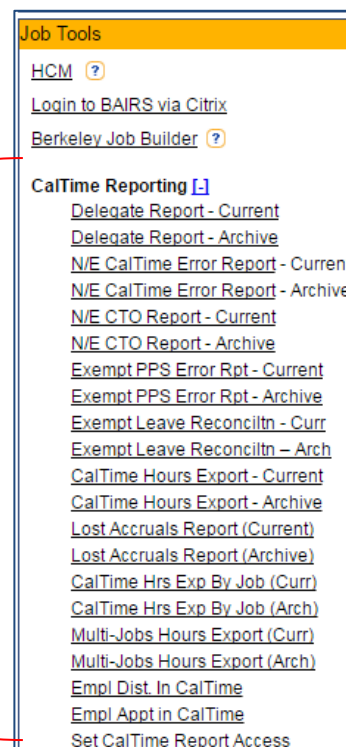 Job Tools
HCM ?
Login to BAIRS via Citrix
Berkeley Job Builder ?
CalTime Reporting [-]
Delegate Report - Current
Delegate Report - Archive
N/E CalTime Error Report - Curren
N/E CalTime Error Report - Archive
N/E CTO Report - Current
N/E CTO Report - Archive
Exempt PPS Error Rpt - Current
Exempt PPS Error Rpt - Archive
Exempt Leave Reconciltn - Curr
Exempt Leave Reconciltn – Arch
CalTime Hours Export - Current
CalTime Hours Export - Archive
Lost Accruals Report (Current)
Lost Accruals Report (Archive)
CalTime Hrs Exp By Job (Curr)
CalTime Hrs Exp By Job (Arch)
Multi-Jobs Hours Export (Curr)
Multi-Jobs Hours Export (Arch)
Empl Dist. In CalTime
Empl Appt in CalTime
Set CalTime Report Access